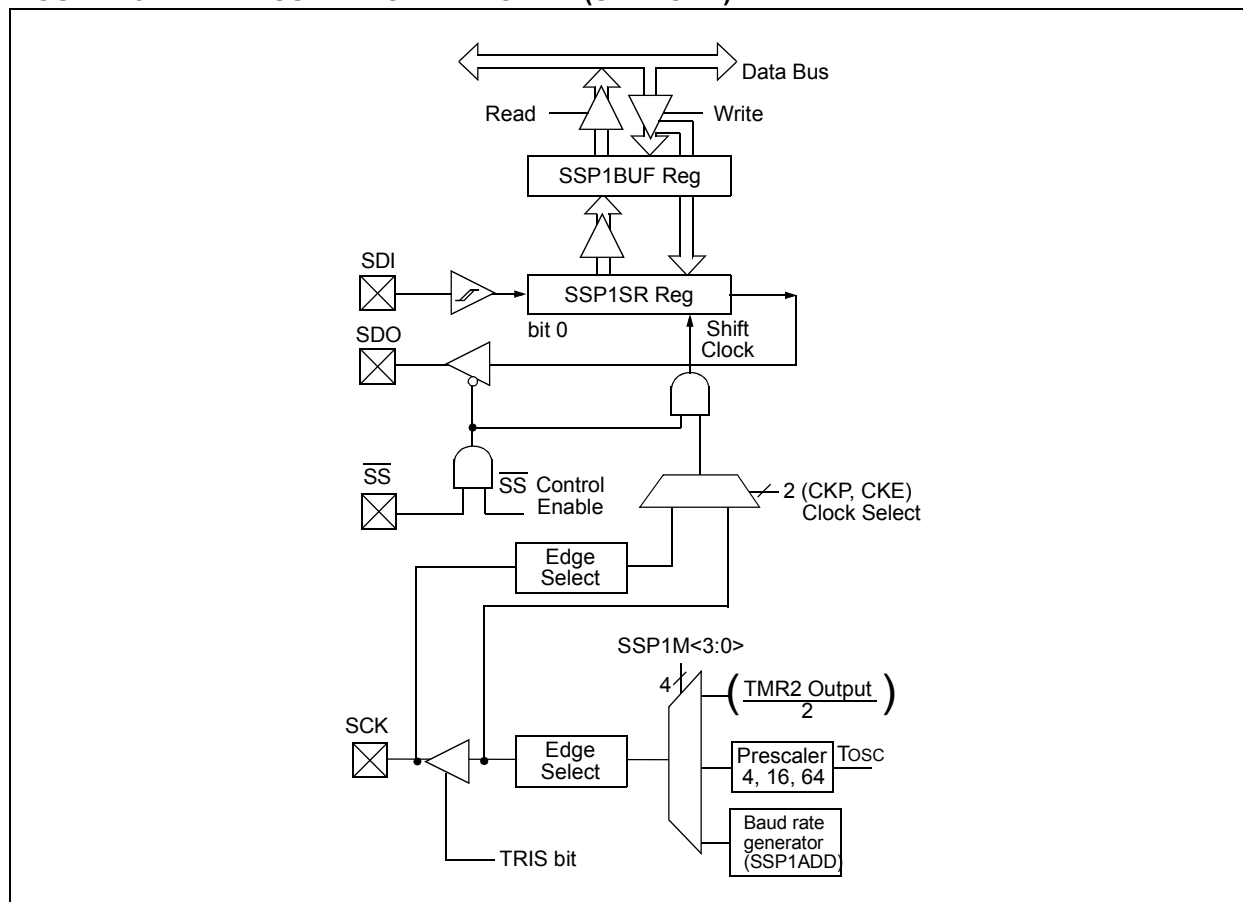 Data Bus
Read
Write
SSP1BUF Reg
SDI
SSP1SR Reg
bit 0
Shift
Clock
SDO
SS
SS Control
Enable
2 (CKP, CKE)
Clock Select
Edge
Select
SSP1M<3:0>
4
(TMR2 Output)
2
SCK
Edge
Select
Prescaler
4, 16, 64
TOSC
Baud rate
generator
(SSP1ADD)
TRIS bit